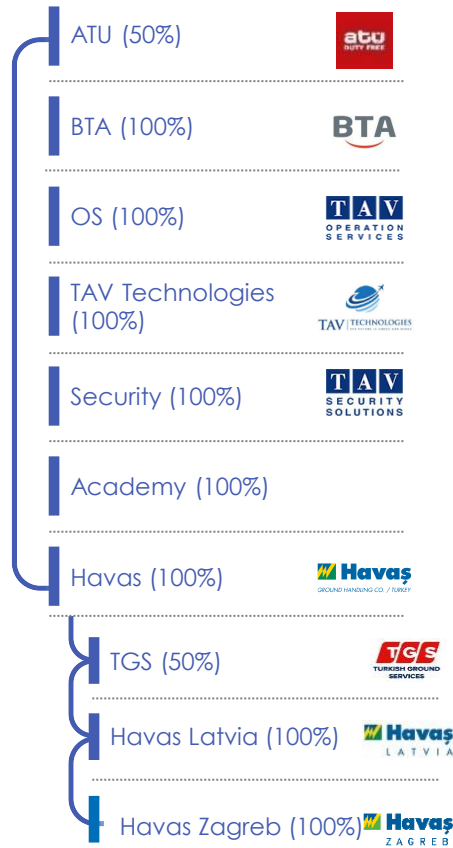 ATU (50%)
atu
DUTY FREE
BTA (100%)
BTA
OS (100%)
TAV
OPERATION
SERVICES
TAV Technologies
(100%)
TAV TECHNOLOGIES
Security (100%)
TAV
SECURITY
SOLUTIONS
Academy (100%)
Havas (100%)
Havaş
GROUND HANDLING CO. / TURKEY
TGS (50%)
TGS
TURKISH GROUND
SERVICES
Havas Latvia (100%)
Havaş
LATVIA
Havas Zagreb (100%)
Havaş
ZAGREB